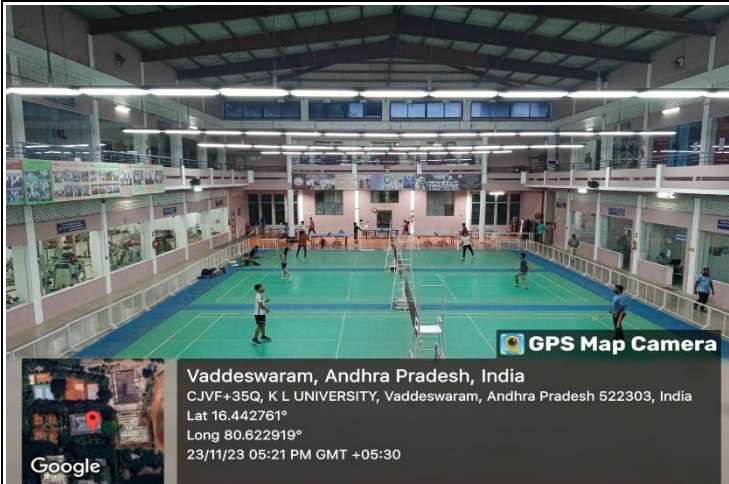 GPS Map Camera
Vaddeswaram, Andhra Pradesh, India
CJVF+35Q, K L UNIVERSITY, Vaddeswaram, Andhra Pradesh 522303, India
Lat 16.442761°
Long 80.622919°
23/11/23 05:21 PM GMT +05:30
Google